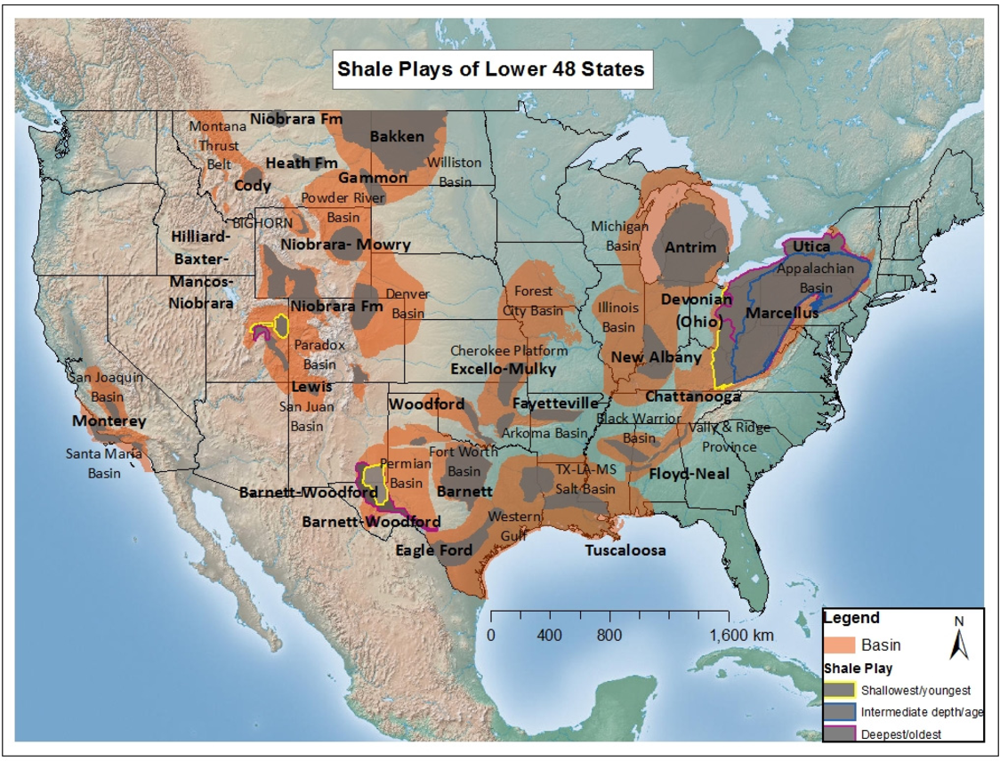 Shale Plays of Lower 48 States
Niobrara Fm
Montana
Thrust
Belt
Bakken
Heath Fm
Williston
Basin
Cody
Gammon
Powder River
Basin
BIGHORN
Hilliard-
Baxter-
Mancos-
Niobrara
Niobrara- Mowry
Michigan
Basin
Antrim
Utica
Appalachian
Basin
Niobrara Fm
Denver
Basin
Forest
City Basin
Illinois
Basin
Devonian
(Ohio)
Marcellus
Paradox
Basin
Cherokee Platform
Excello-Mulky
New Albany
San Joaquin
Basin
Lewis
San Juan
Basin
Chattanooga
Monterey
Woodford
Fayetteville
Black Warrior
Basin
Vally & Ridge
Province
Arkoma Basin
Santa Maria
Basin
Permian
Basin
Fort Worth
Basin
TX-LA-MS
Salt Basin
Floyd-Neal
Barnett-Woodford
Barnett
Barnett-Woodford
Western
Gulf
Eagle Ford
Tuscaloosa
0 400 800 1,600 km
Legend
N
Basin
Shale Play
Shallowest/youngest
Intermediate depth/age
Deepest/oldest